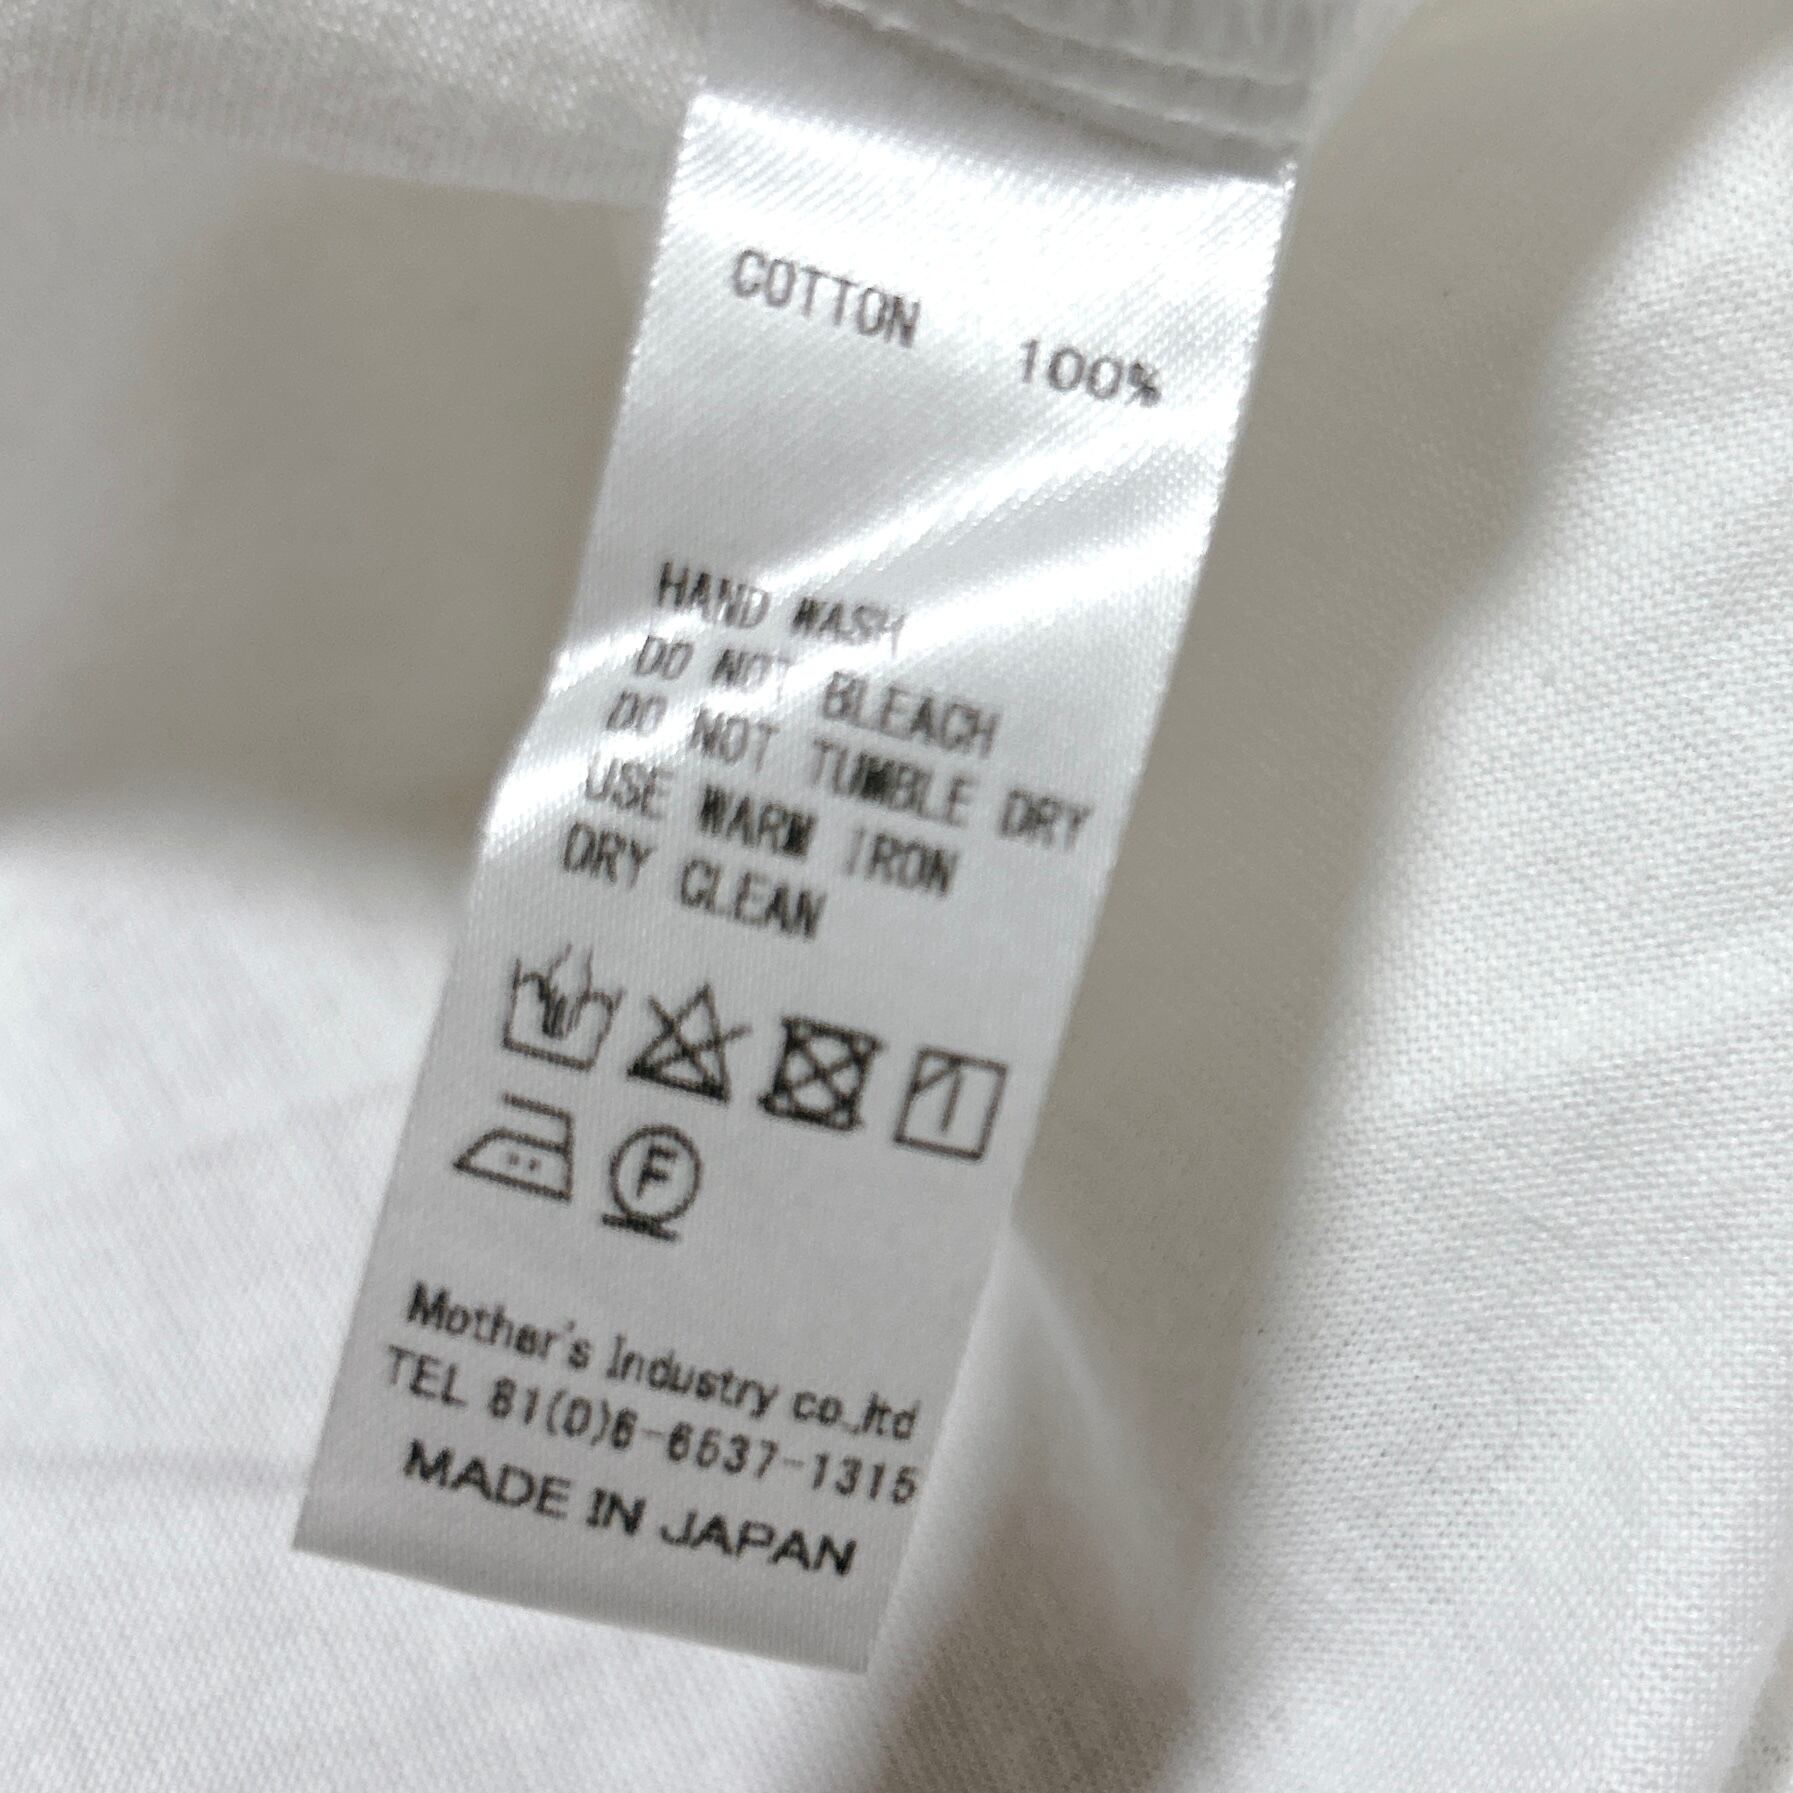 COTTON 100%
HAND WASH
DO NOT BLEACH
DO NOT TUMBLE DRY
USE WARM IRON
DRY CLEAN
F
Mother's Industry co.,ltd
TEL 81(0)6-6537-1315
MADE IN JAPAN